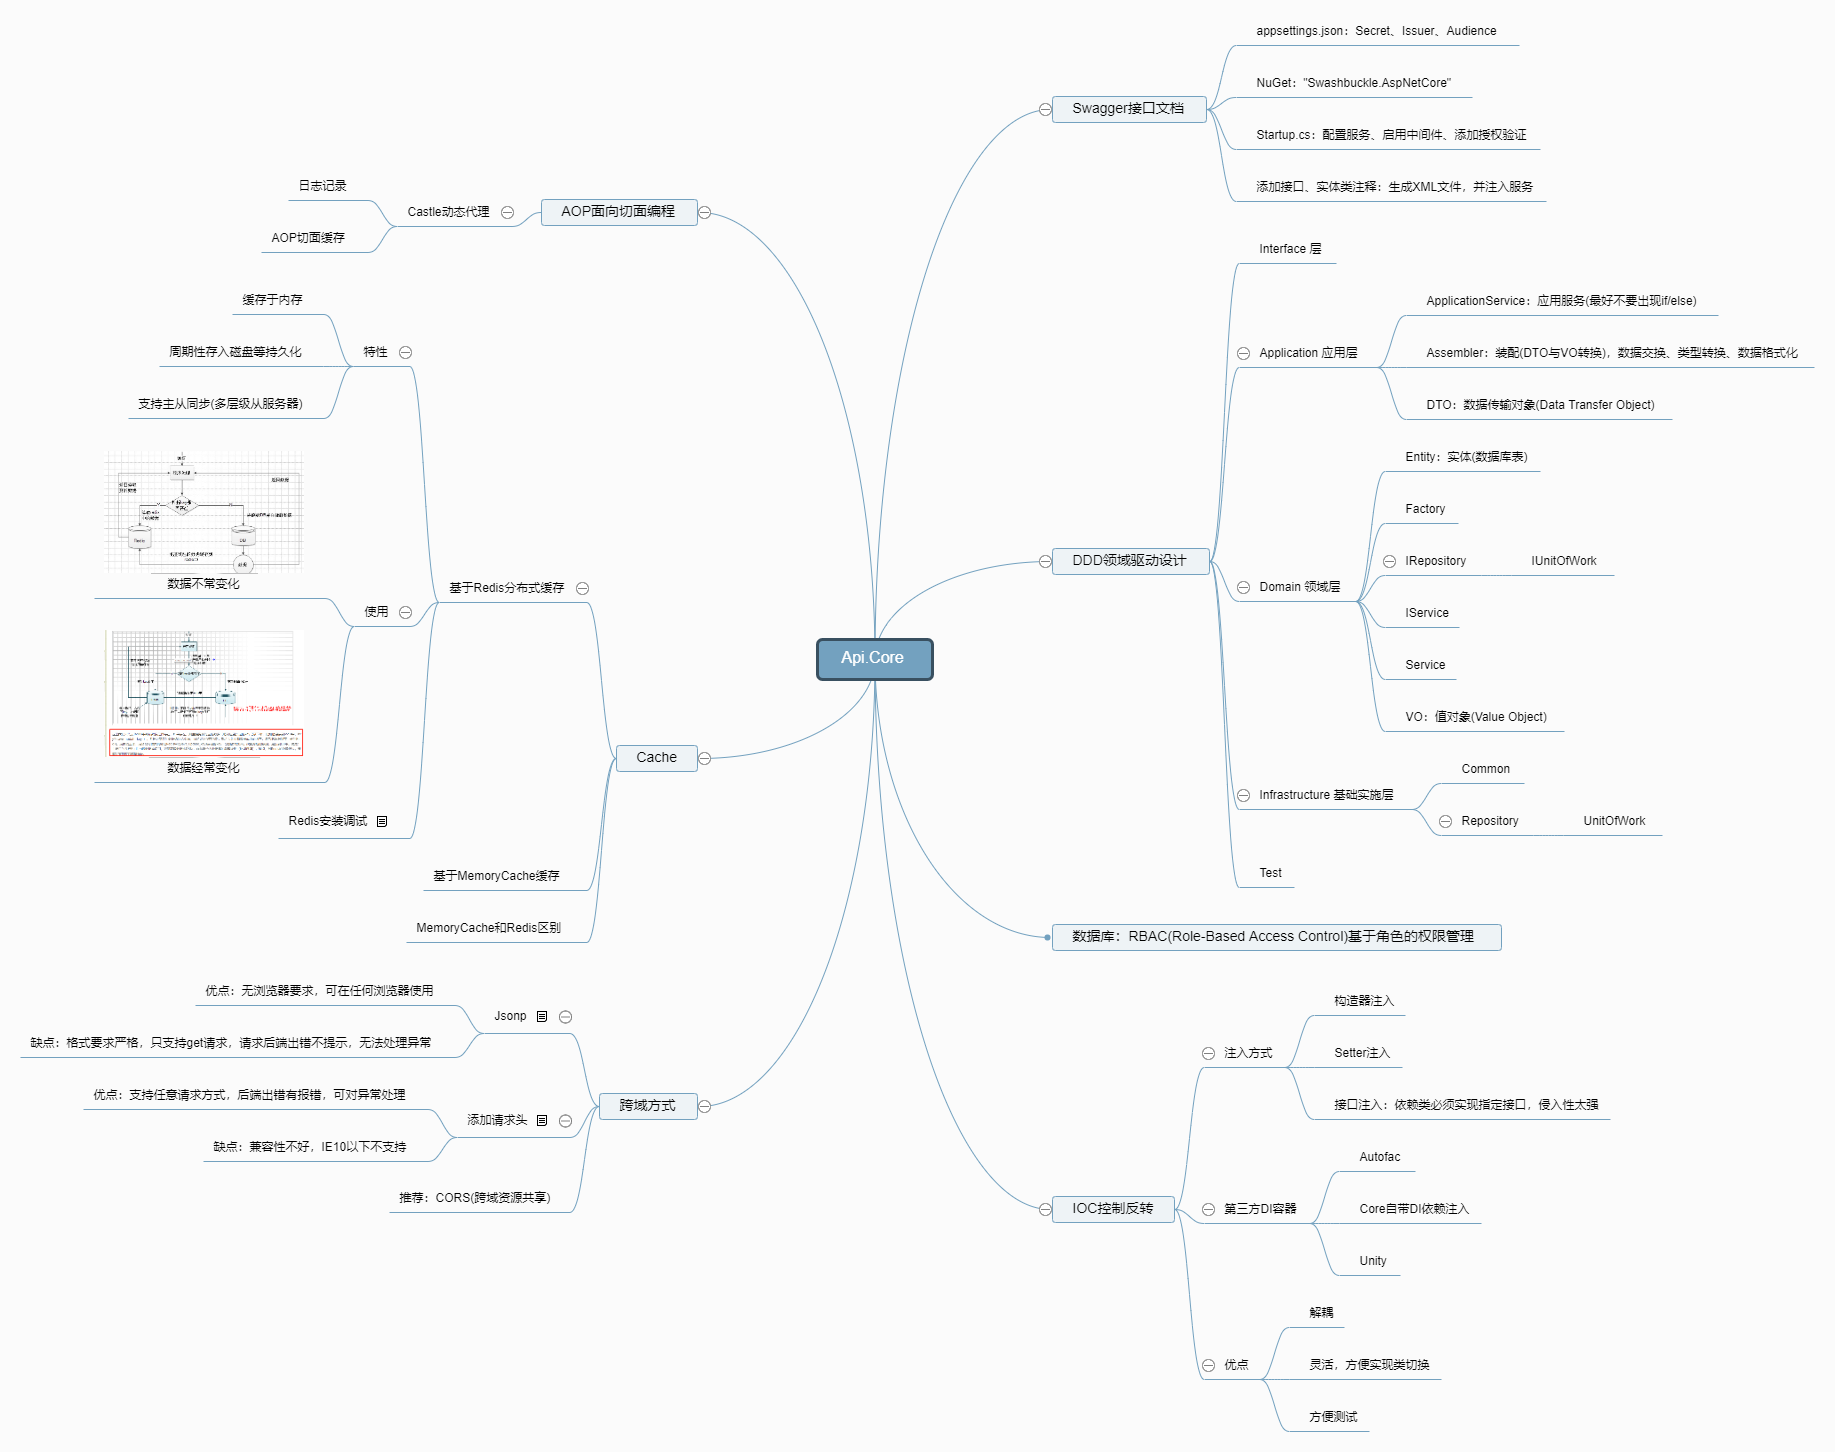 Api.Core
Swagger接口文档
appsettings.json：Secret、Issuer、Audience
NuGet："Swashbuckle.AspNetCore"
Startup.cs：配置服务、启用中间件、添加授权验证
添加接口、实体类注释：生成XML文件，并注入服务
DDD领域驱动设计
Interface 层
Application 应用层
ApplicationService：应用服务(最好不要出现if/else)
Assembler：装配(DTO与VO转换)，数据交换、类型转换、数据格式化
DTO：数据传输对象(Data Transfer Object)
Domain 领域层
Entity：实体(数据库表)
Factory
IRepository
IUnitOfWork
IService
Service
VO：值对象(Value Object)
Infrastructure 基础实施层
Common
Repository
UnitOfWork
Test
数据库：RBAC(Role-Based Access Control)基于角色的权限管理
IOC控制反转
注入方式
构造器注入
Setter注入
接口注入：依赖类必须实现指定接口，侵入性太强
第三方DI容器
Autofac
Core自带DI依赖注入
Unity
优点
解耦
灵活，方便实现类切换
方便测试
AOP面向切面编程
Castle动态代理
日志记录
AOP切面缓存
Cache
基于Redis分布式缓存
特性
缓存于内存
周期性存入磁盘等持久化
支持主从同步(多层级从服务器)
使用
Redis
DB
数据不常变化
数据经常变化
Redis安装调试
基于MemoryCache缓存
MemoryCache和Redis区别
跨域方式
Jsonp
优点：无浏览器要求，可在任何浏览器使用
缺点：格式要求严格，只支持get请求，请求后端出错不提示，无法处理异常
添加请求头
优点：支持任意请求方式，后端出错有报错，可对异常处理
缺点：兼容性不好，IE10以下不支持
推荐：CORS(跨域资源共享)